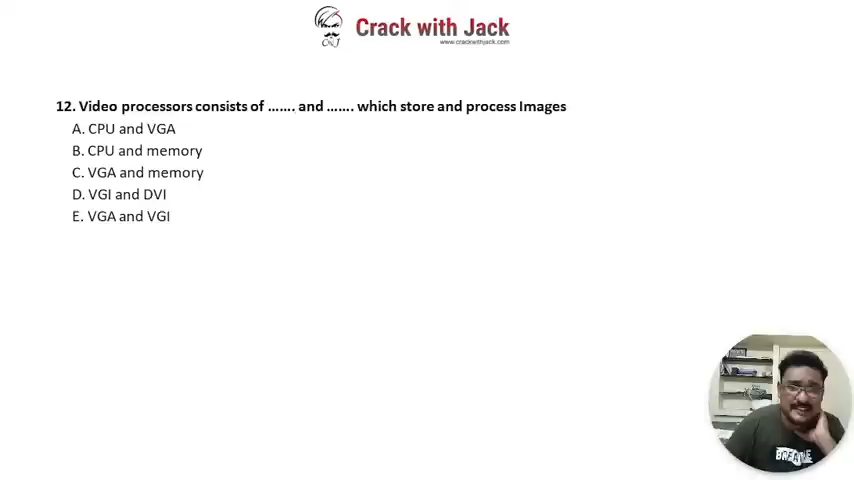 Crack with Jack
www.crackwithjack.com
12. Video processors consists of ……. and ……. which store and process Images
A. CPU and VGA
B. CPU and memory
C. VGA and memory
D. VGI and DVI
E. VGA and VGI